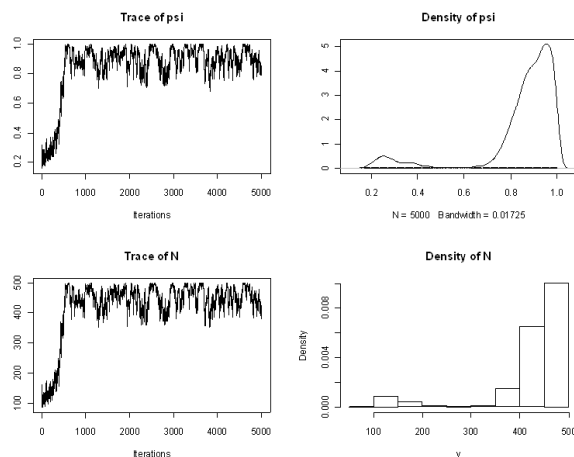 Trace of psi
1.0
0.8
0.6
0.4
0.2
0 1000 2000 3000 4000 5000
Iterations
Density of psi
5
4
3
2
1
0
0.2 0.4 0.6 0.8 1.0
N = 5000 Bandwidth = 0.01725
Trace of N
500
400
300
200
100
0 1000 2000 3000 4000 5000
Iterations
Density of N
Density
0.008
0.004
0.000
100 200 300 400 500
y